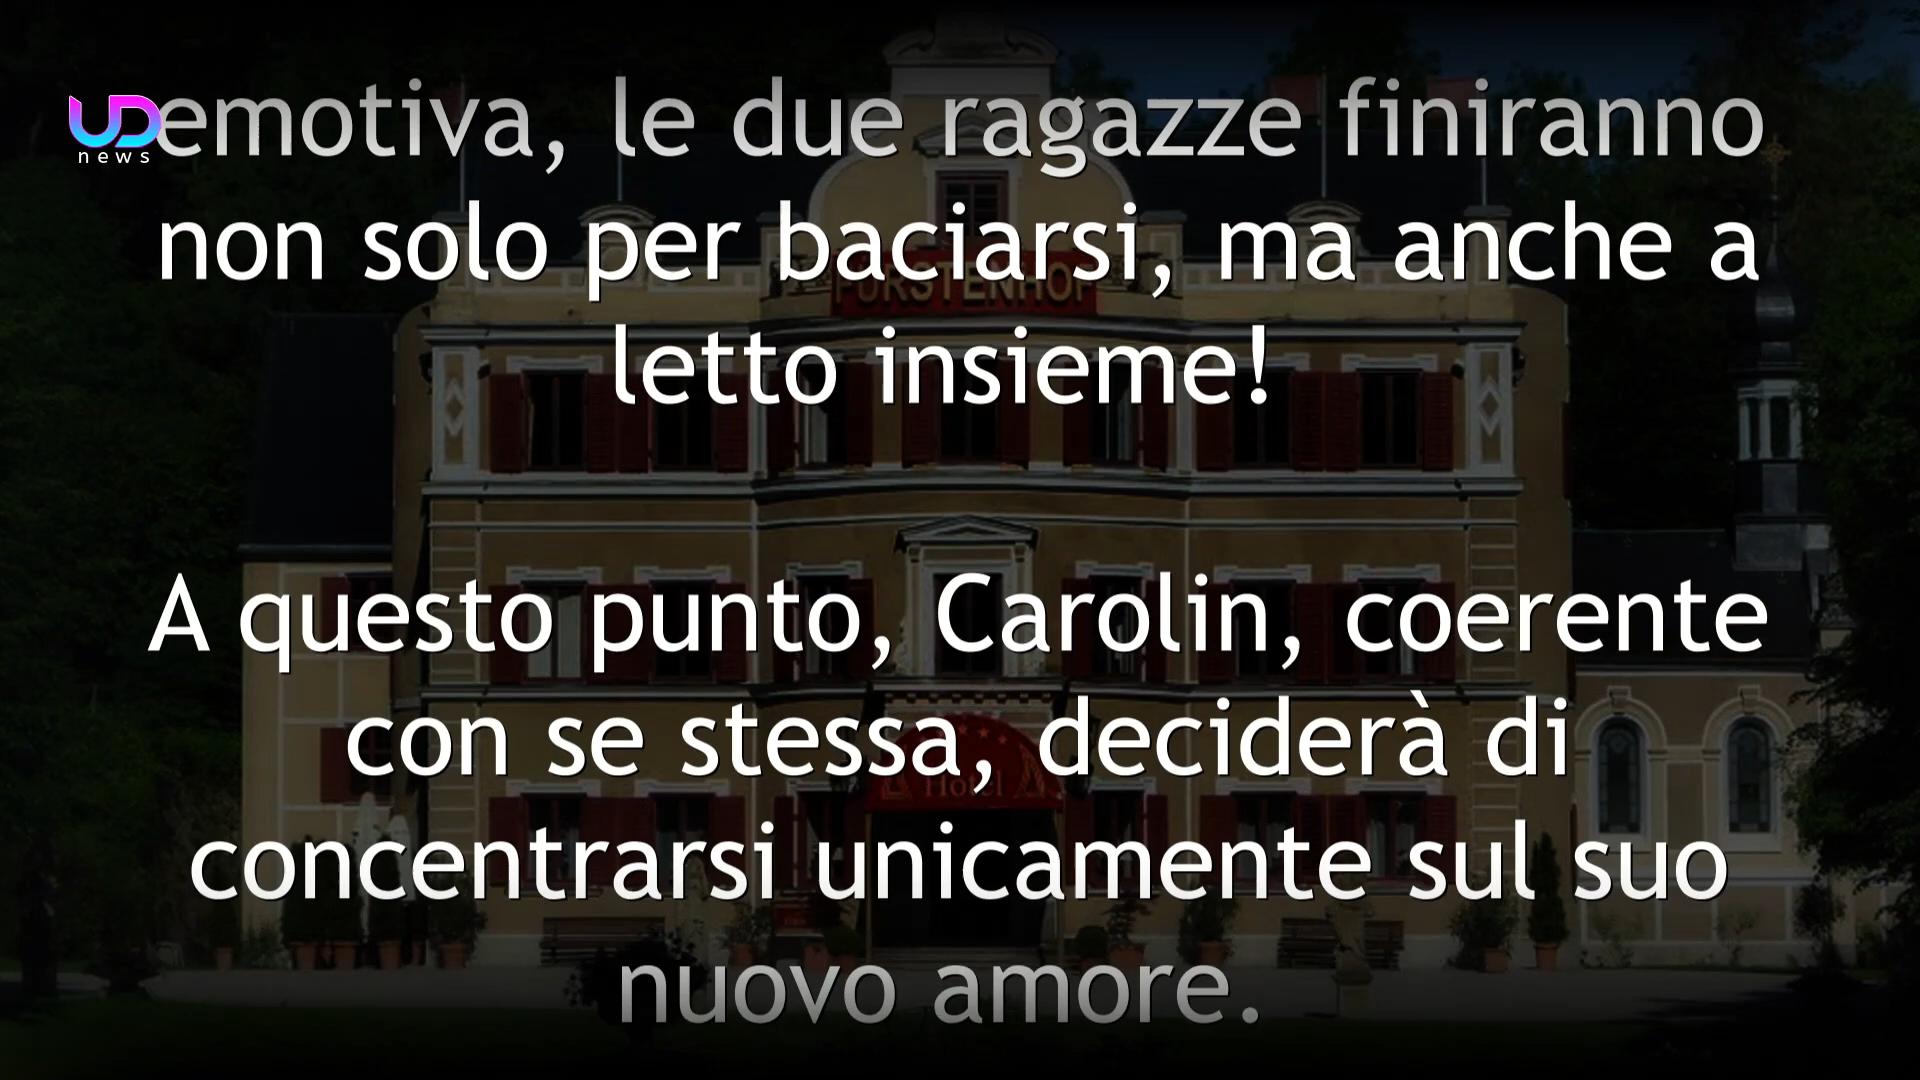 UD
news
emotiva, le due ragazze finiranno
non solo per baciarsi, ma anche a
letto insieme!
FÜRSTENHOF
A questo punto, Carolin, coerente
con se stessa, deciderà di
Hotel
concentrarsi unicamente sul suo
nuovo amore.